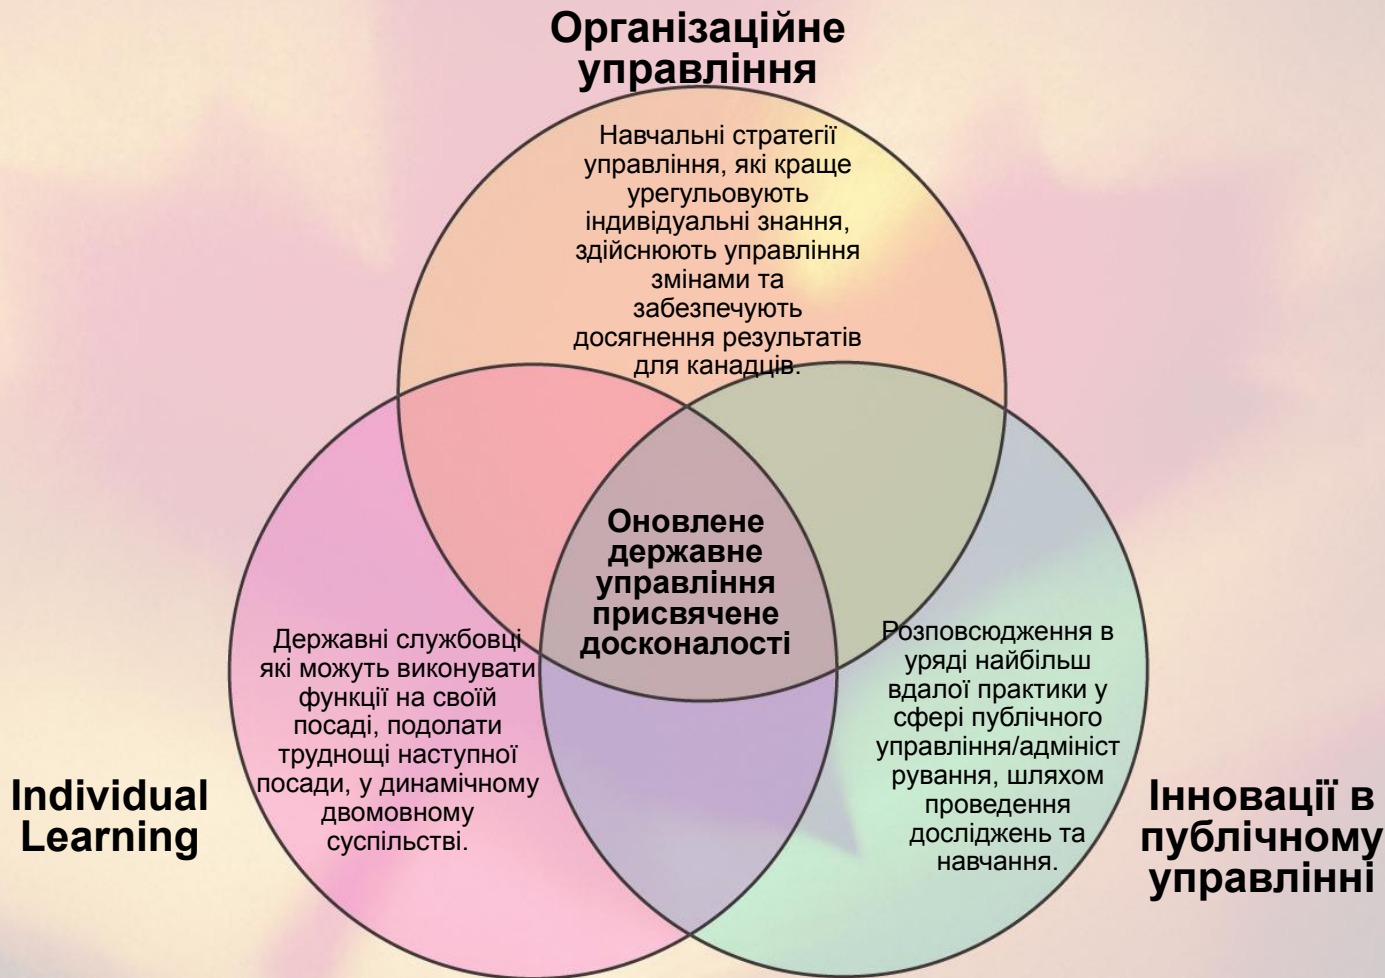 Організаційне
управління
Навчальні стратегії
управління, які краще
урегульовують
індивідуальні знання,
здійснюють управління
змінами та
забезпечують
досягнення результатів
для канадців.
Оновлене
державне
управління
присвячене
досконалості
Державні службовці
які можуть виконувати
функції на своїй
посаді, подолати
труднощі наступної
посади, у динамічному
двомовному
суспільстві.
Individual
Learning
Розповсюдження в
уряді найбільш
вдалої практики у
сфері публічного
управління/адмініст
рування, шляхом
проведення
досліджень та
навчання.
Інновації в
публічному
управлінні